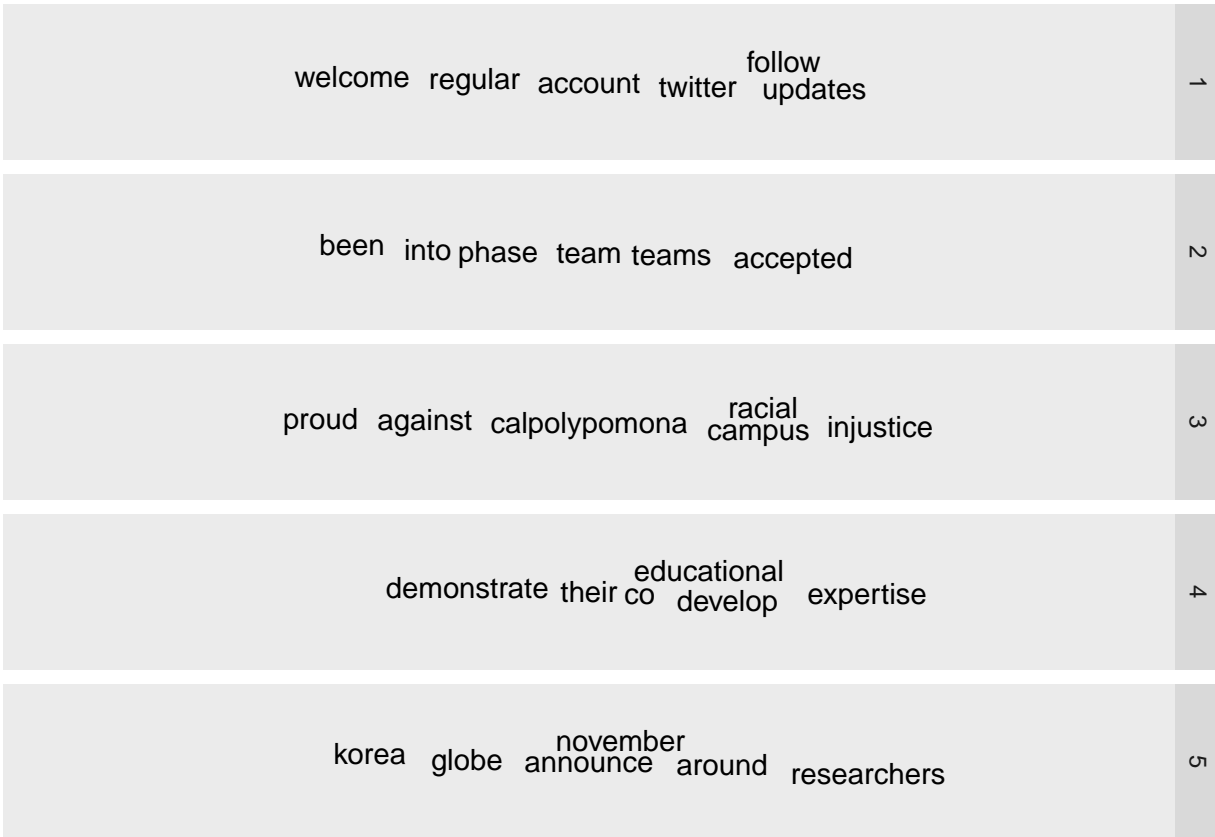 welcome regular account twitter follow updates
1
been into phase team teams accepted
2
proud against calpolypomona racial campus injustice
3
demonstrate their co educational develop expertise
4
korea globe november announce around researchers
5